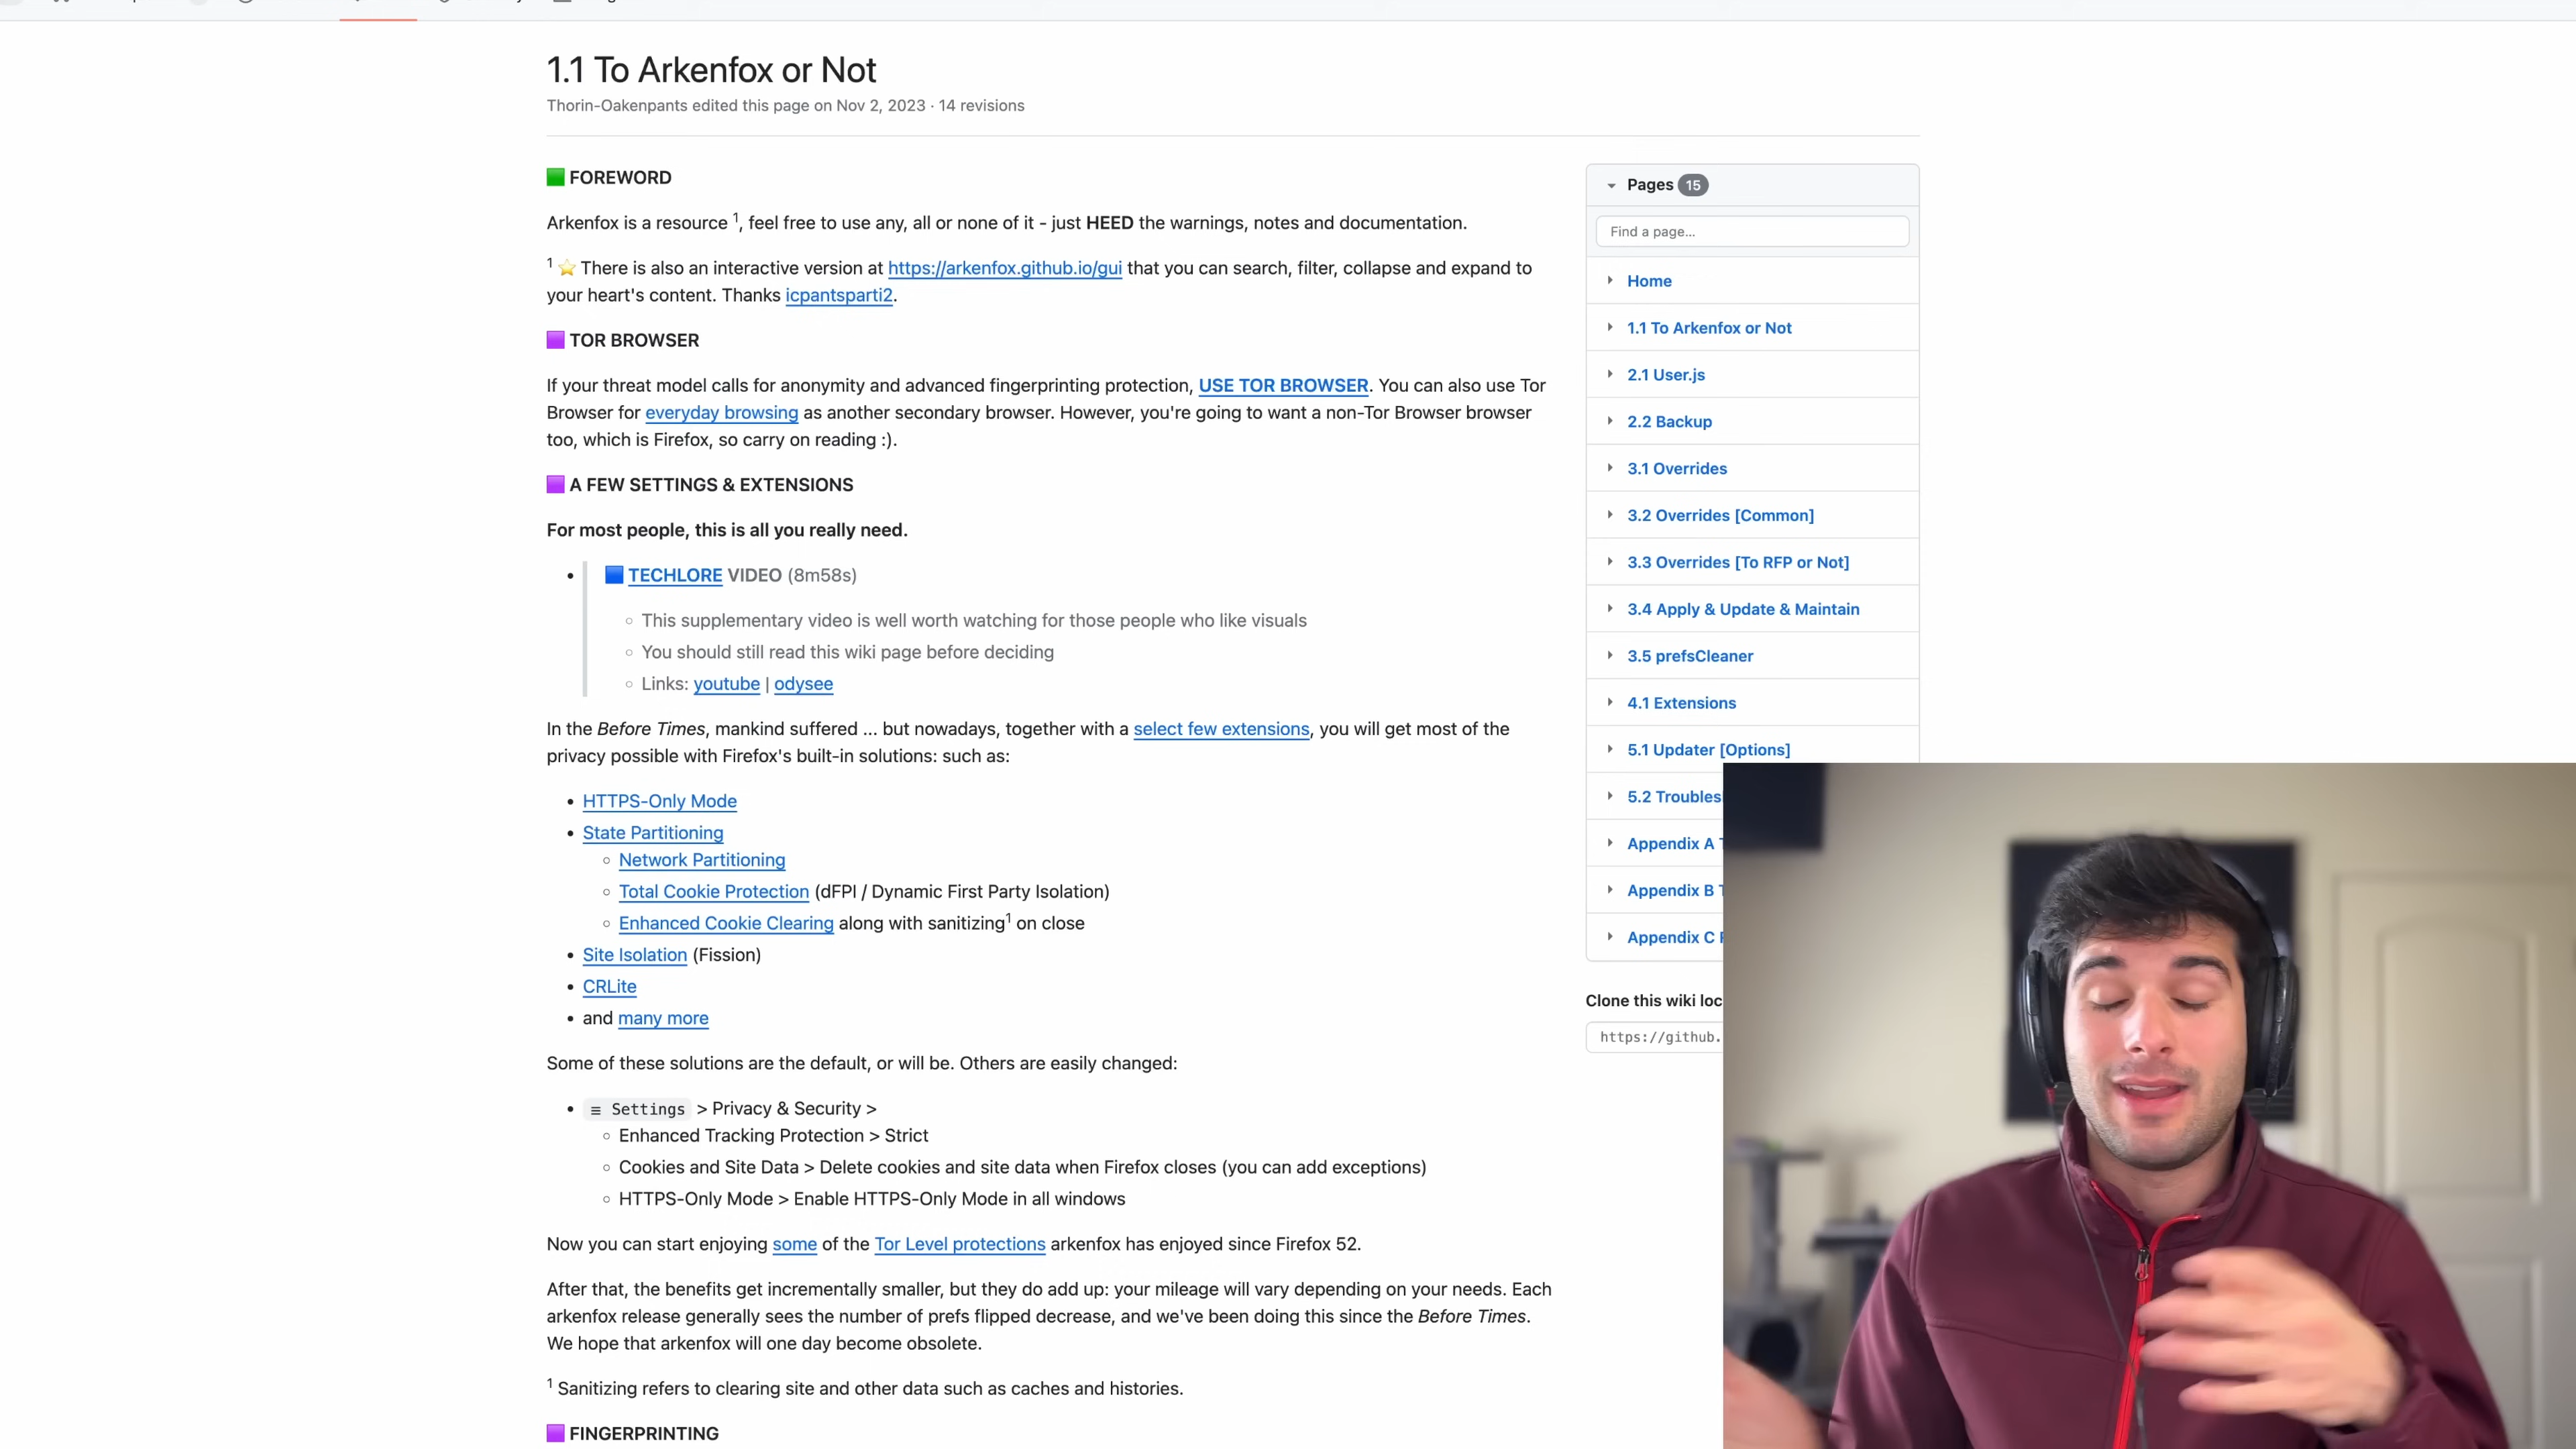 1.1 To Arkenfox or Not
Thorin-Oakenpants edited this page on Nov 2, 2023 · 14 revisions
FOREWORD
Arkenfox is a resource 1, feel free to use any, all or none of it - just HEED the warnings, notes and documentation.
1 ⭐ There is also an interactive version at https://arkenfox.github.io/gui that you can search, filter, collapse and expand to
your heart's content. Thanks icpantsparti2.
TOR BROWSER
If your threat model calls for anonymity and advanced fingerprinting protection, USE TOR BROWSER. You can also use Tor
Browser for everyday browsing as another secondary browser. However, you're going to want a non-Tor Browser browser
too, which is Firefox, so carry on reading :).
A FEW SETTINGS & EXTENSIONS
For most people, this is all you really need.
TECHLORE VIDEO (8m58s)
This supplementary video is well worth watching for those people who like visuals
You should still read this wiki page before deciding
Links: youtube | odysee
In the Before Times, mankind suffered ... but nowadays, together with a select few extensions, you will get most of the
privacy possible with Firefox's built-in solutions: such as:
HTTPS-Only Mode
State Partitioning
Network Partitioning
Total Cookie Protection (dFPI / Dynamic First Party Isolation)
Enhanced Cookie Clearing along with sanitizing1 on close
Site Isolation (Fission)
CRLite
and many more
Some of these solutions are the default, or will be. Others are easily changed:
≡ Settings > Privacy & Security >
Enhanced Tracking Protection > Strict
Cookies and Site Data > Delete cookies and site data when Firefox closes (you can add exceptions)
HTTPS-Only Mode > Enable HTTPS-Only Mode in all windows
Now you can start enjoying some of the Tor Level protections arkenfox has enjoyed since Firefox 52.
After that, the benefits get incrementally smaller, but they do add up: your mileage will vary depending on your needs. Each
arkenfox release generally sees the number of prefs flipped decrease, and we've been doing this since the Before Times.
We hope that arkenfox will one day become obsolete.
1 Sanitizing refers to clearing site and other data such as caches and histories.
FINGERPRINTING
Pages 15
Find a page...
Home
1.1 To Arkenfox or Not
2.1 User.js
2.2 Backup
3.1 Overrides
3.2 Overrides [Common]
3.3 Overrides [To RFP or Not]
3.4 Apply & Update & Maintain
3.5 prefsCleaner
4.1 Extensions
5.1 Updater [Options]
5.2
Appendix A
Appendix B
Appendix C
Clone this wiki
https://github.